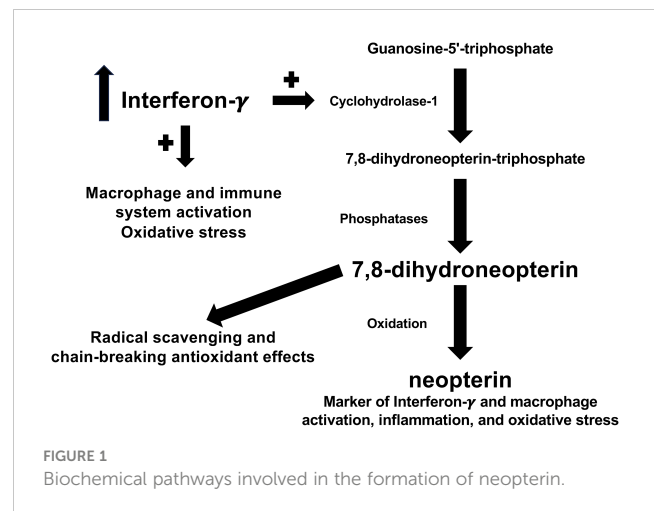 Guanosine-5'-triphosphate
+
Interferon-γ
Cyclohydrolase-1
+
7,8-dihydroneopterin-triphosphate
Macrophage and immune
system activation
Oxidative stress
Phosphatases
7,8-dihydroneopterin
Oxidation
Radical scavenging and
chain-breaking antioxidant effects
neopterin
Marker of Interferon-γ and macrophage
activation, inflammation, and oxidative stress
FIGURE 1
Biochemical pathways involved in the formation of neopterin.